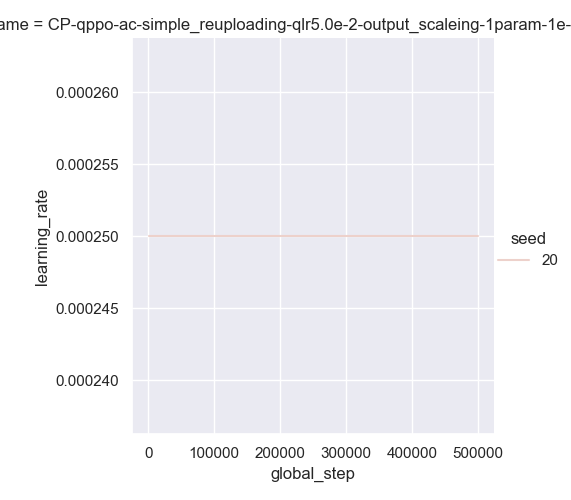 ame = CP-qppo-ac-simple_reuploading-qlr5.0e-2-output_scaleing-1param-1e-
0.000260
0.000255
0.000250
0.000245
0.000240
learning_rate
0 100000 200000 300000 400000 500000
global_step
seed
20